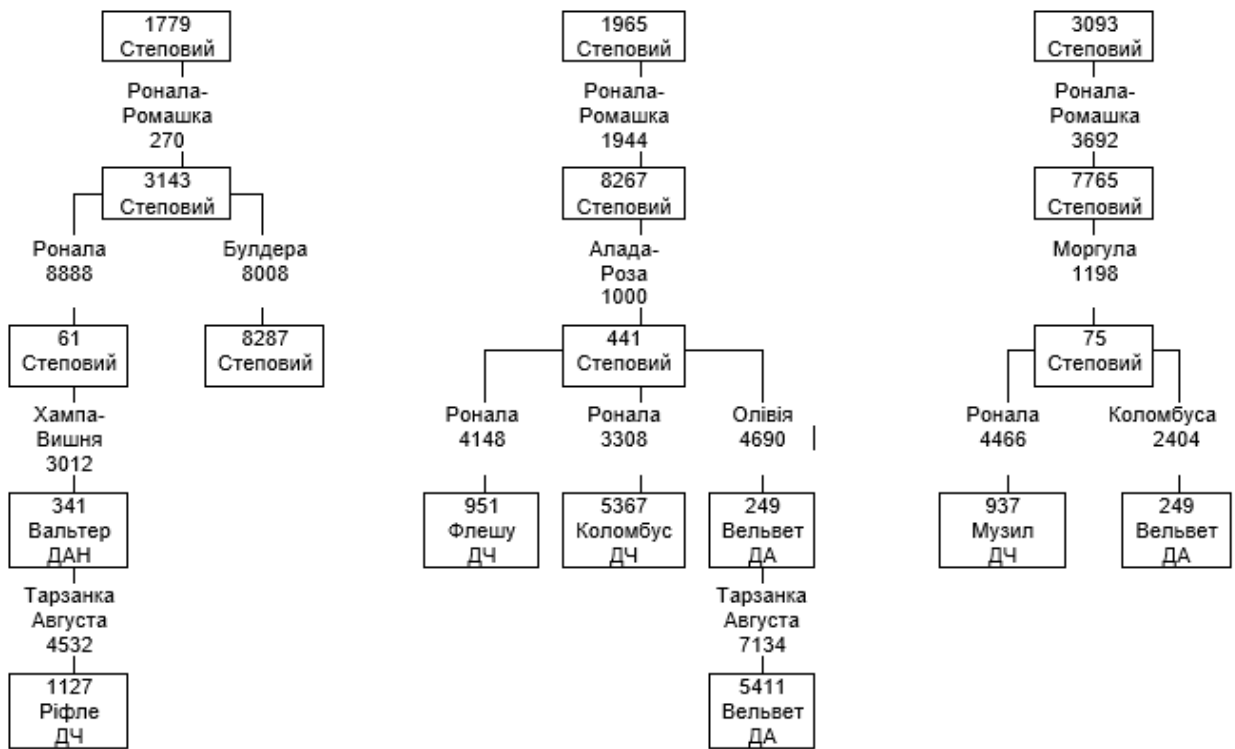 1779
Степовий
Ронала-
Ромашка
270
3143
Степовий
Ронала
8888
Булдера
8008
61
Степовий
8287
Степовий
Хампа-
Вишня
3012
341
Вальтер
ДАН
Тарзанка
Августа
4532
1127
Ріфле
ДЧ
1965
Степовий
Ронала-
Ромашка
1944
8267
Степовий
Алада-
Роза
1000
441
Степовий
Ронала
4148
Ронала
3308
Олівія
4690
951
Флешу
ДЧ
5367
Коломбус
ДЧ
249
Вельвет
ДА
Тарзанка
Августа
7134
5411
Вельвет
ДА
3093
Степовий
Ронала-
Ромашка
3692
7765
Степовий
Моргула
1198
75
Степовий
Ронала
4466
Коломбуса
2404
937
Музил
ДЧ
249
Вельвет
ДА